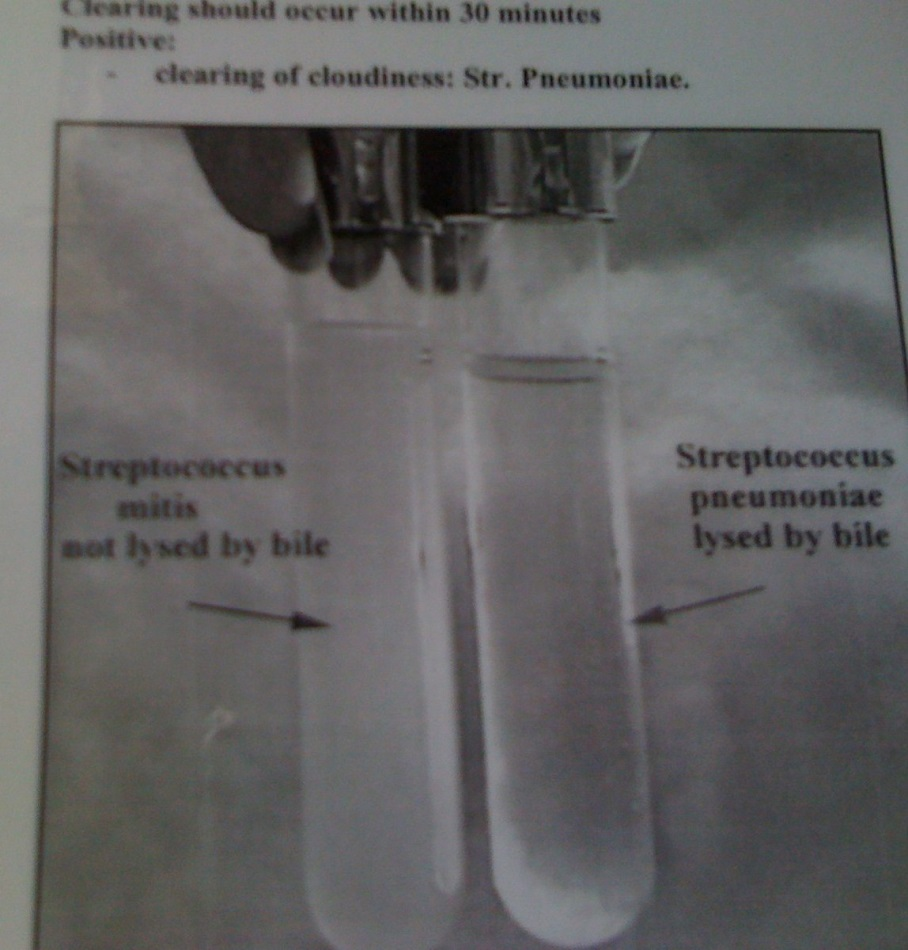 Clearing should occur within 30 minutes
Positive:
- clearing of cloudiness: Str. Pneumoniae.
Streptococcus
mitis
not lysed by bile
Streptococcus
pneumoniae
lysed by bile